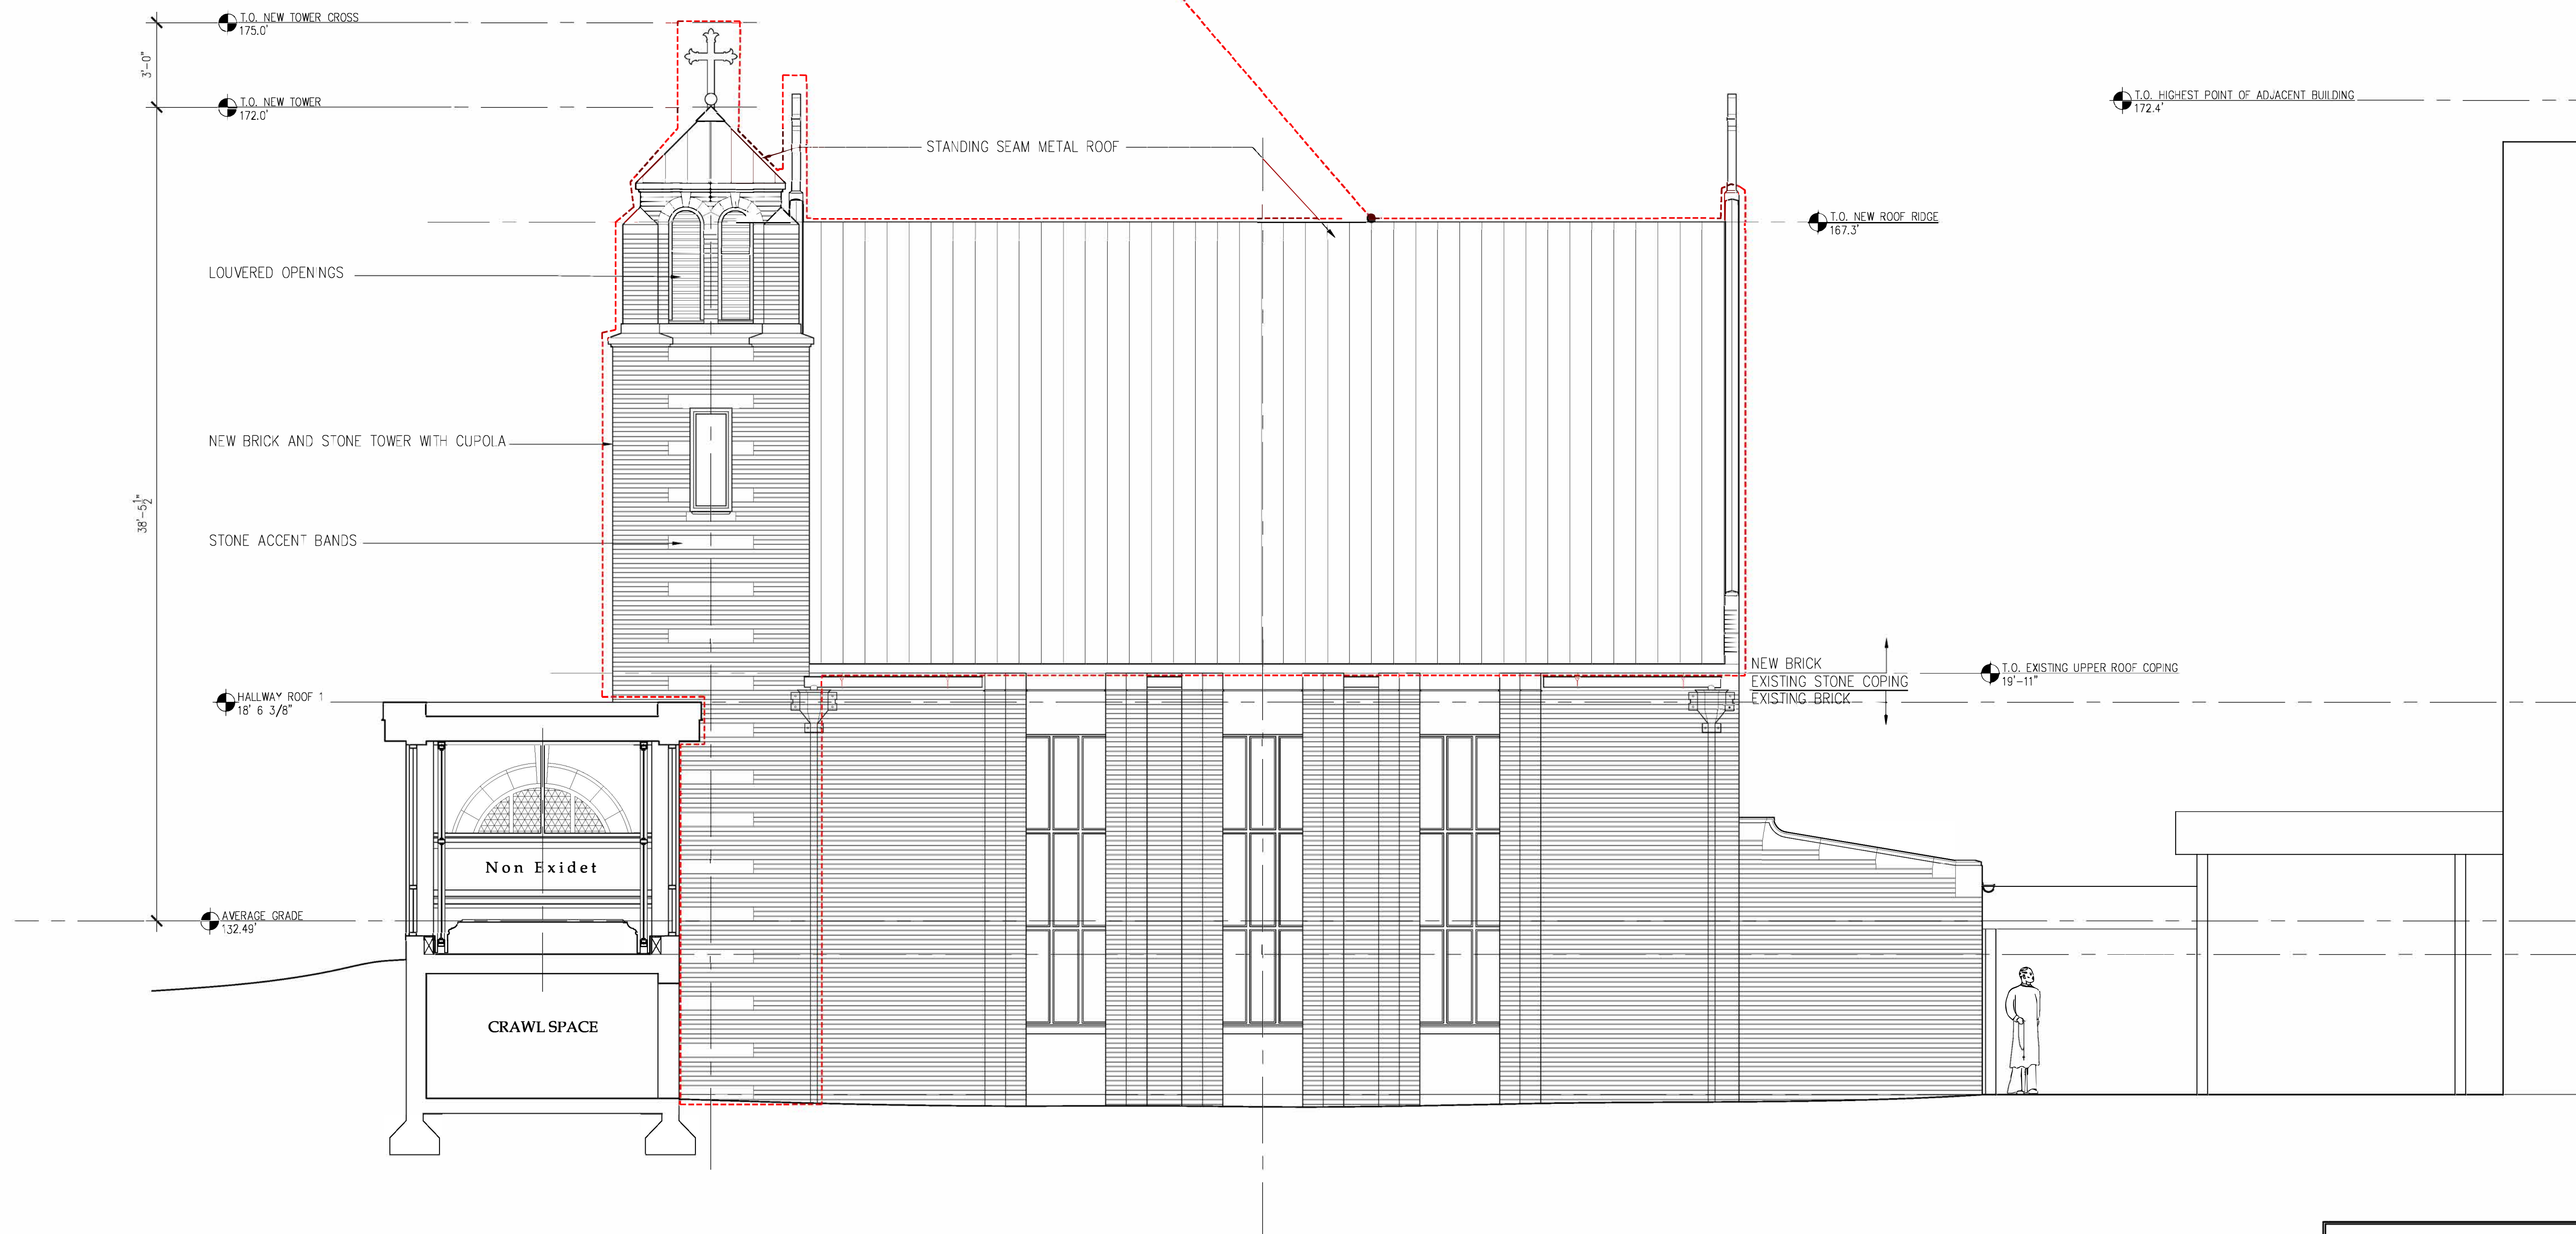 T.O. NEW TOWER CROSS
175.0'
3'-0"
T.O. NEW TOWER
172.0'
T.O. HIGHEST POINT OF ADJACENT BUILDING
172.4'
STANDING SEAM METAL ROOF
T.O. NEW ROOF RIDGE
167.3'
LOUVERED OPENINGS
NEW BRICK AND STONE TOWER WITH CUPOLA
38'-5 1/2"
STONE ACCENT BANDS
NEW BRICK
EXISTING STONE COPING
EXISTING BRICK
T.O. EXISTING UPPER ROOF COPING
19'-11"
HALLWAY ROOF 1
18' 6 3/8"
Non Exidet
AVERAGE GRADE
132.49'
CRAWL SPACE